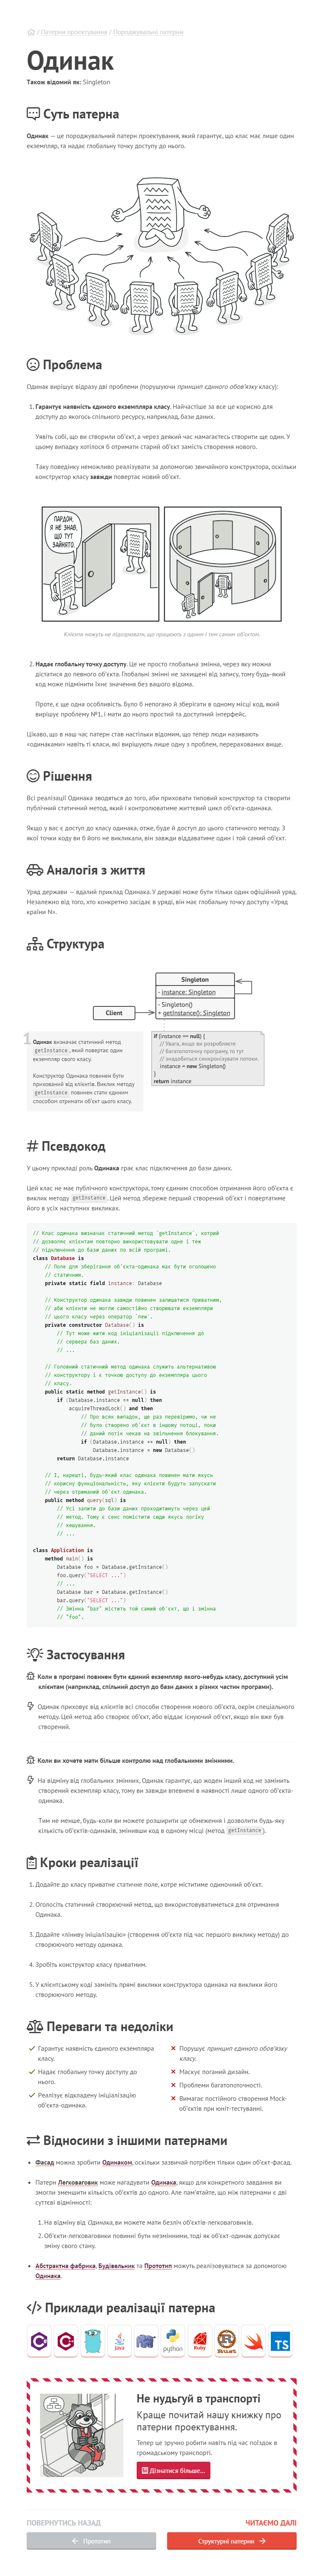 / Патерни проектування / Породжувальні патерни
Одинак
Також відомий як: Singleton
Суть патерна
Одинак — це породжувальний патерн проектування, який гарантує, що клас має лише один
екземпляр, та надає глобальну точку доступу до нього.
Проблема
Одинак вирішує відразу дві проблеми (порушуючи принцип єдиного обов'язку класу):
1. Гарантує наявність єдиного екземпляра класу. Найчастіше за все це корисно для
доступу до якогось спільного ресурсу, наприклад, бази даних.
Уявіть собі, що ви створили об'єкт, а через деякий час намагаєтесь створити ще один. У
цьому випадку хотілося б отримати старий об'єкт замість створення нового.
Таку поведінку неможливо реалізувати за допомогою звичайного конструктора, оскільки
конструктор класу завжди повертає новий об'єкт.
ПАРДОН,
Я НЕ ЗНАВ,
ЩО ТУТ
ЗАЙНЯТО.
Клієнти можуть не підозрювати, що працюють з одним і тим самим об'єктом.
2. Надає глобальну точку доступу. Це не просто глобальна змінна, через яку можна
дістатися до певного об'єкта. Глобальні змінні не захищені від запису, тому будь-який
код може підмінити їхнє значення без вашого відома.
Проте, є ще одна особливість. Було б непогано й зберігати в одному місці код, який
вирішує проблему №1, і мати до нього простий та доступний інтерфейс.
Цікаво, що в наш час патерн став настільки відомим, що тепер люди називають
«одинаками» навіть ті класи, які вирішують лише одну з проблем, перерахованих вище.
Рішення
Всі реалізації Одинака зводяться до того, аби приховати типовий конструктор та створити
публічний статичний метод, який і контролюватиме життєвий цикл об'єкта-одинака.
Якщо у вас є доступ до класу одинака, отже, буде й доступ до цього статичного методу. З
якої точки коду ви б його не викликали, він завжди віддаватиме один і той самий об'єкт.
Аналогія з життя
Уряд держави — вдалий приклад Одинака. У державі може бути тільки один офіційний уряд.
Незалежно від того, хто конкретно засідає в уряді, він має глобальну точку доступу «Уряд
країни N».
Структура
Singleton
- instance: Singleton
- Singleton()
+ getInstance(): Singleton
Client
1
Одинак визначає статичний метод
getInstance, який повертає один
екземпляр свого класу.
Конструктор Одинака повинен бути
прихований від клієнтів. Виклик методу
getInstance повинен стати єдиним
способом отримати об'єкт цього класу.
if (instance == null) {
// Увага, якщо ви розробляєте
// багатопоточну програму, то тут
// знадобиться синхронізувати потоки.
instance = new Singleton()
}
return instance
Псевдокод
У цьому прикладі роль Одинака грає клас підключення до бази даних.
Цей клас не має публічного конструктора, тому єдиним способом отримання його об'єкта є
виклик методу getInstance. Цей метод збереже перший створений об'єкт і повертатиме
його в усіх наступних викликах.
// Клас одинака визначає статичний метод `getInstance`, котрий
// дозволяє клієнтам повторно використовувати одне і теж
// підключення до бази даних по всій програмі.
class Database is
// Поле для зберігання об'єкта-одинака має бути оголошено
// статичним.
private static field instance: Database
// Конструктор одинака завжди повинен залишатися приватним,
// аби клієнти не могли самостійно створювати екземпляри
// цього класу через оператор `new`.
private constructor Database() is
// Тут може жити код ініціалізації підключення до
// сервера баз даних.
// ...
// Головний статичний метод одинака служить альтернативою
// конструктору і є точкою доступу до екземпляра цього
// класу.
public static method getInstance() is
if (Database.instance == null) then
acquireThreadLock() and then
// Про всяк випадок, ще раз перевіримо, чи не
// було створено об'єкт в іншому потоці, поки
// даний потік чекав на звільнення блокування.
if (Database.instance == null) then
Database.instance = new Database()
return Database.instance
// І, нарешті, будь-який клас одинака повинен мати якусь
// корисну функціональність, яку клієнти будуть запускати
// через отриманий об'єкт одинака.
public method query(sql) is
// Усі запити до бази даних проходитимуть через цей
// метод. Тому є сенс помістити сюди якусь логіку
// кешування.
// ...
class Application is
method main() is
Database foo = Database.getInstance()
foo.query("SELECT ...")
// ...
Database bar = Database.getInstance()
bar.query("SELECT ...")
// Змінна "bar" містить той самий об'єкт, що і змінна
// "foo".
Застосування
Коли в програмі повинен бути єдиний екземпляр якого-небудь класу, доступний усім
клієнтам (наприклад, спільний доступ до бази даних з різних частин програми).
Одинак приховує від клієнтів всі способи створення нового об'єкта, окрім спеціального
методу. Цей метод або створює об'єкт, або віддає існуючий об'єкт, якщо він вже був
створений.
Коли ви хочете мати більше контролю над глобальними змінними.
На відміну від глобальних змінних, Одинак гарантує, що жоден інший код не замінить
створений екземпляр класу, тому ви завжди впевнені в наявності лише одного об'єкта-
одинака.
Тим не менше, будь-коли ви можете розширити це обмеження і дозволити будь-яку
кількість об'єктів-одинаків, змінивши код в одному місці (метод getInstance).
Кроки реалізації
1. Додайте до класу приватне статичне поле, котре міститиме одиночний об'єкт.
2. Оголосіть статичний створюючий метод, що використовуватиметься для отримання
Одинака.
3. Додайте «ліниву ініціалізацію» (створення об'єкта під час першого виклику методу) до
створюючого методу одинака.
4. Зробіть конструктор класу приватним.
5. У клієнтському коді замініть прямі виклики конструктора одинака на виклики його
створюючого методу.
Переваги та недоліки
Гарантує наявність єдиного екземпляра
класу.
Надає глобальну точку доступу до
нього.
Реалізує відкладену ініціалізацію
об'єкта-одинака.
Порушує принцип єдиного обов'язку
класу.
Маскує поганий дизайн.
Проблеми багатопоточності.
Вимагає постійного створення Mock-
об'єктів при юніт-тестуванні.
Відносини з іншими патернами
• Фасад можна зробити Одинаком, оскільки зазвичай потрібен тільки один об'єкт-фасад.
• Патерн Легковаговик може нагадувати Одинака, якщо для конкретного завдання ви
змогли зменшити кількість об'єктів до одного. Але пам'ятайте, що між патернами є дві
суттєві відмінності:
1. На відміну від Одинака, ви можете мати безліч об'єктів-легковаговиків.
2. Об'єкти-легковаговики повинні бути незмінними, тоді як об'єкт-одинак допускає
зміну свого стану.
• Абстрактна фабрика, Будівельник та Прототип можуть реалізовуватися за допомогою
Одинака.
Приклади реалізації патерна
Java
php
python
Ruby
Rust
TS
Не нудьгуй в транспорті
Краще почитай нашу книжку про
патерни проектування.
Тепер це зручно робити навіть під час поїздок в
громадському транспорті.
Дізнатися більше...
ПОВЕРНУТИСЬ НАЗАД
ЧИТАЄМО ДАЛІ
Прототип
Структурні патерни